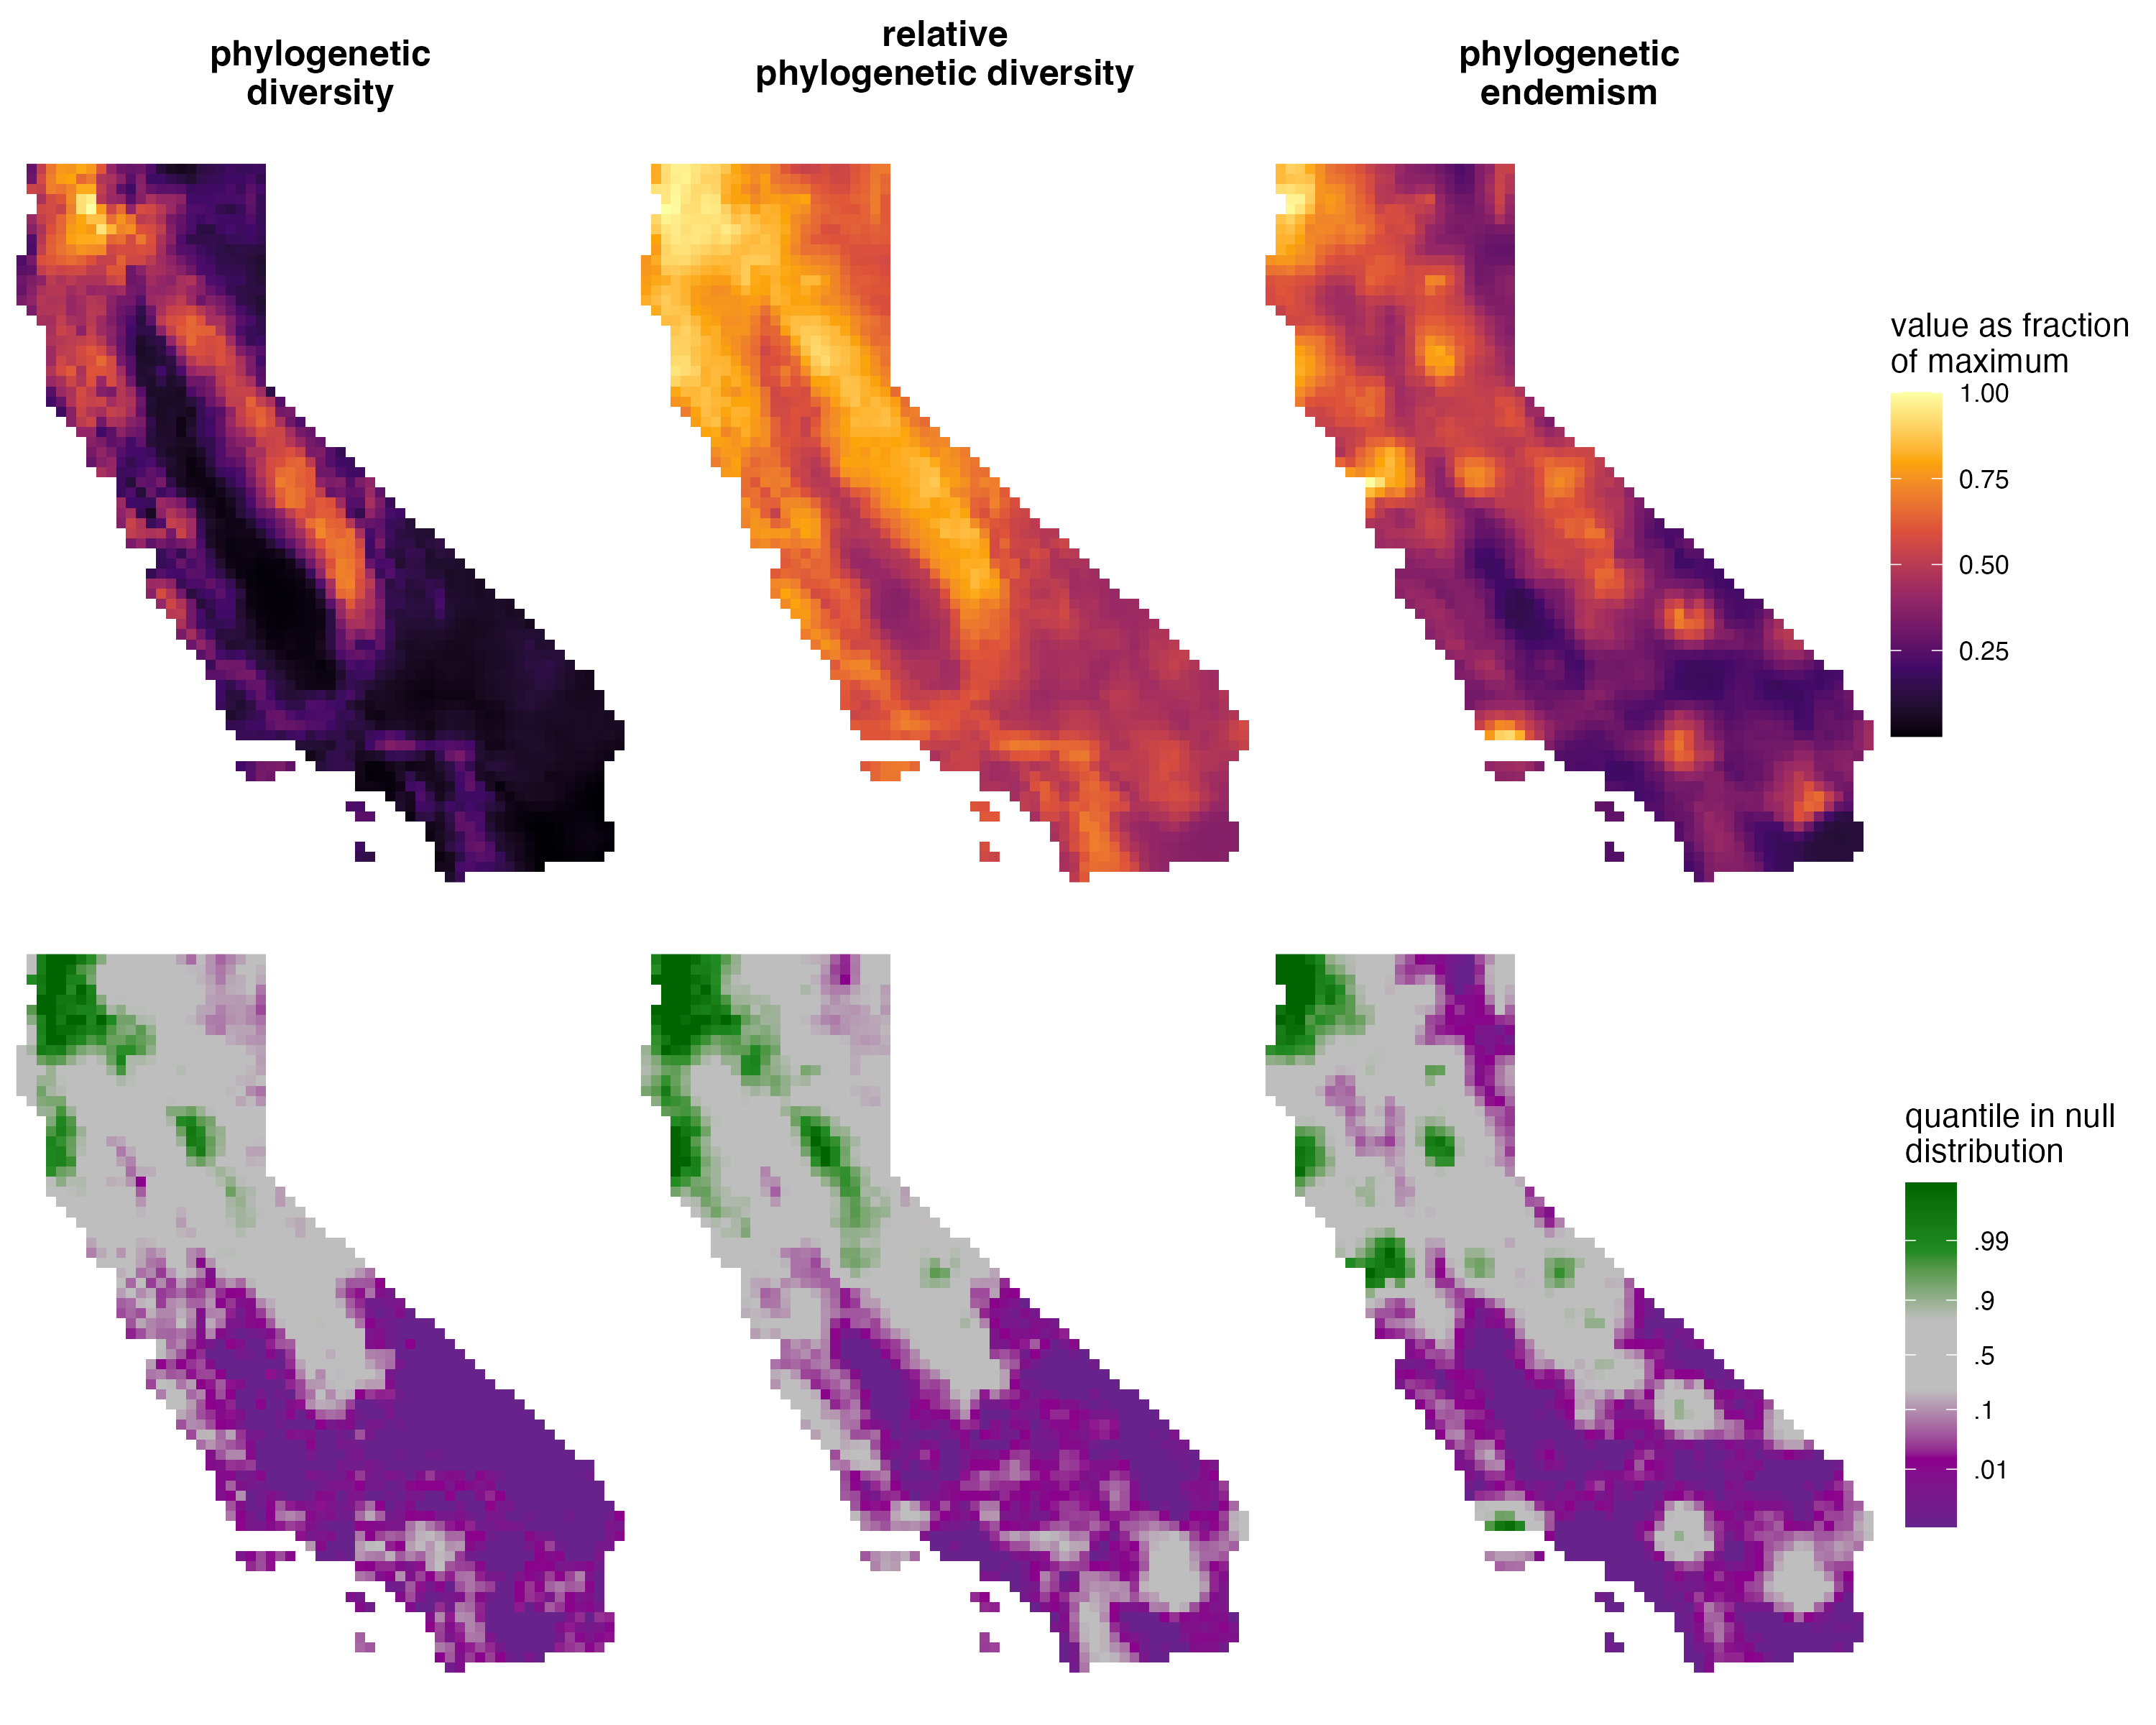 phylogenetic
diversity
relative
phylogenetic diversity
phylogenetic
endemism
value as fraction
of maximum
1.00
0.75
0.50
0.25
quantile in null
distribution
.99
.9
.5
.1
.01